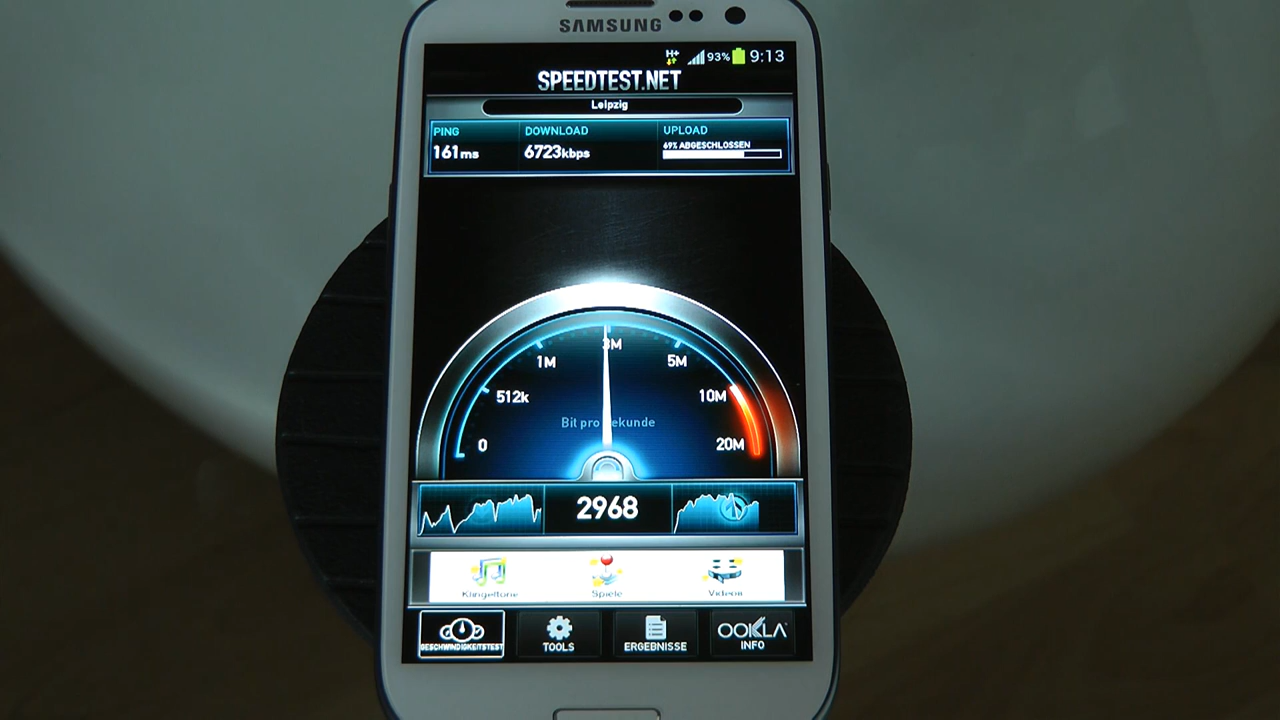 SAMSUNG
H+ 93% 9:13
SPEEDTEST.NET
Leipzig
PING DOWNLOAD UPLOAD
161ms 6723kbps 69% ABGESCHLOSSEN
3M
1M 5M
512k 10M
Bit pro Sekunde
0 20M
2968
Klingeltöne Spiele Videos
GESCHWINDIGKEITSTEST TOOLS ERGEBNISSE OOKLA INFO